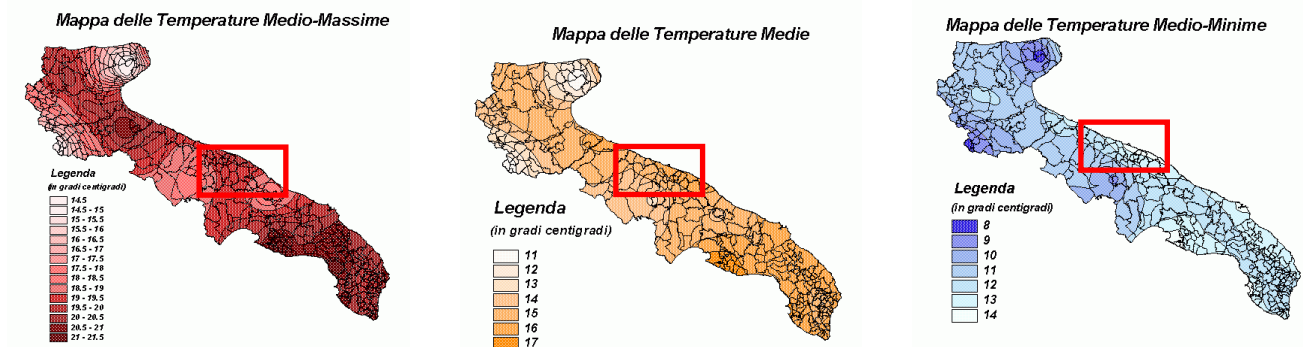 Mappa delle Temperature Medio-Massime
Legenda
(in gradi centigradi)
14.5
14.5 - 15
15 - 15.5
15.5 - 16
16 - 16.5
16.5 - 17
17 - 17.5
17.5 - 18
18 - 18.5
18.5 - 19
19 - 19.5
19.5 - 20
20 - 20.5
20.5 - 21
21 - 21.5
Mappa delle Temperature Medie
Legenda
(in gradi centigradi)
11
12
13
14
15
16
17
Mappa delle Temperature Medio-Minime
Legenda
(in gradi centigradi)
8
9
10
11
12
13
14